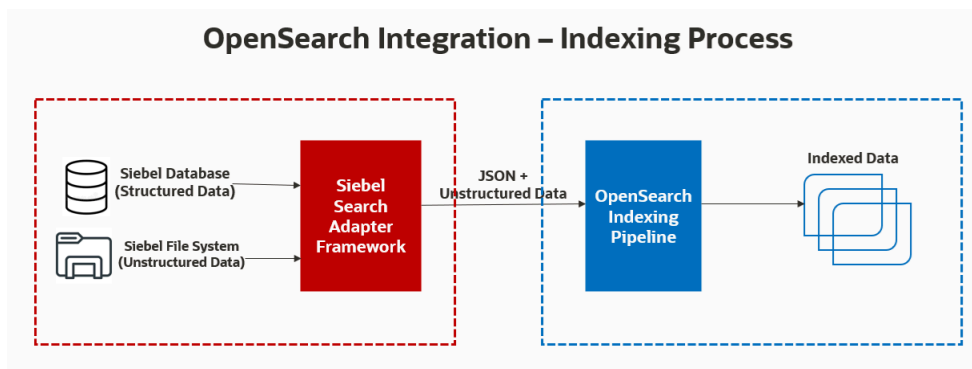 OpenSearch Integration – Indexing Process
Siebel Database
(Structured Data)
Siebel File System
(Unstructured Data)
Siebel
Search
Adapter
Framework
JSON +
Unstructured Data
OpenSearch
Indexing
Pipeline
Indexed Data